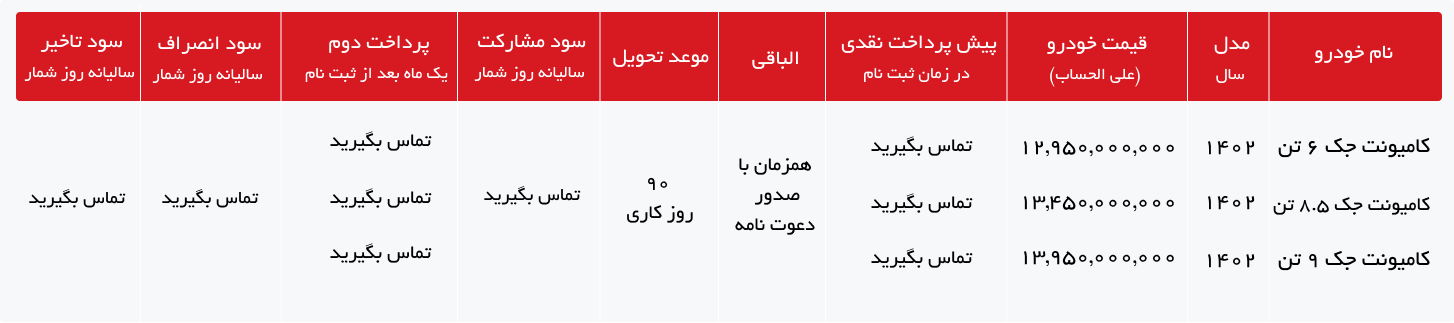 نام خودرو
مدل
سال
قیمت خودرو
(علی الحساب)
پیش پرداخت نقدی
در زمان ثبت نام
الباقی
موعد تحویل
سود مشارکت
سالیانه روز شمار
پرداخت دوم
یک ماه بعد از ثبت نام
سود انصراف
سالیانه روز شمار
سود تاخیر
سالیانه روز شمار
کامیونت جک ۶ تن
۱۴۰۲
۱۲,۹۵۰,۰۰۰,۰۰۰
تماس بگیرید
تماس بگیرید
کامیونت جک ۸.۵ تن
۱۴۰۲
۱۳,۴۵۰,۰۰۰,۰۰۰
تماس بگیرید
همزمان با
صدور
دعوت نامه
۹۰
روز کاری
تماس بگیرید
تماس بگیرید
تماس بگیرید
تماس بگیرید
کامیونت جک ۹ تن
۱۴۰۲
۱۳,۹۵۰,۰۰۰,۰۰۰
تماس بگیرید
تماس بگیرید